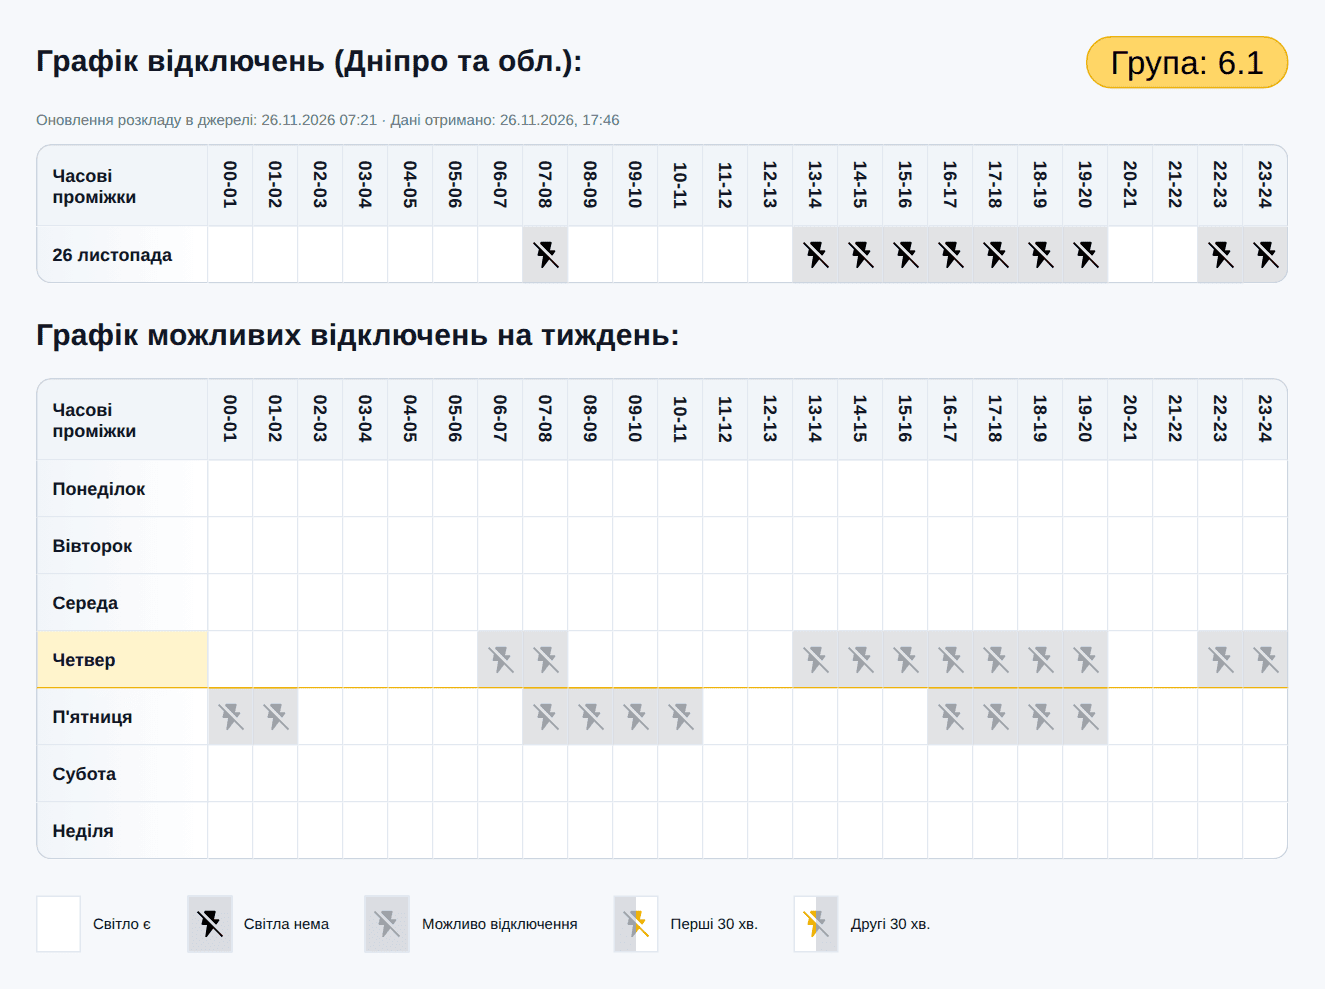 Графік відключень (Дніпро та обл.):
Група: 6.1
Оновлення розкладу в джерелі: 26.11.2026 07:21 · Дані отримано: 26.11.2026, 17:46
Часові
проміжки
00-01 01-02 02-03 03-04 04-05 05-06 06-07 07-08 08-09 09-10 10-11 11-12 12-13 13-14 14-15 15-16 16-17 17-18 18-19 19-20 20-21 21-22 22-23 23-24
26 листопада
Графік можливих відключень на тиждень:
Часові
проміжки
00-01 01-02 02-03 03-04 04-05 05-06 06-07 07-08 08-09 09-10 10-11 11-12 12-13 13-14 14-15 15-16 16-17 17-18 18-19 19-20 20-21 21-22 22-23 23-24
Понеділок
Вівторок
Середа
Четвер
П'ятниця
Субота
Неділя
Світло є Світла нема Можливо відключення Перші 30 хв. Другі 30 хв.